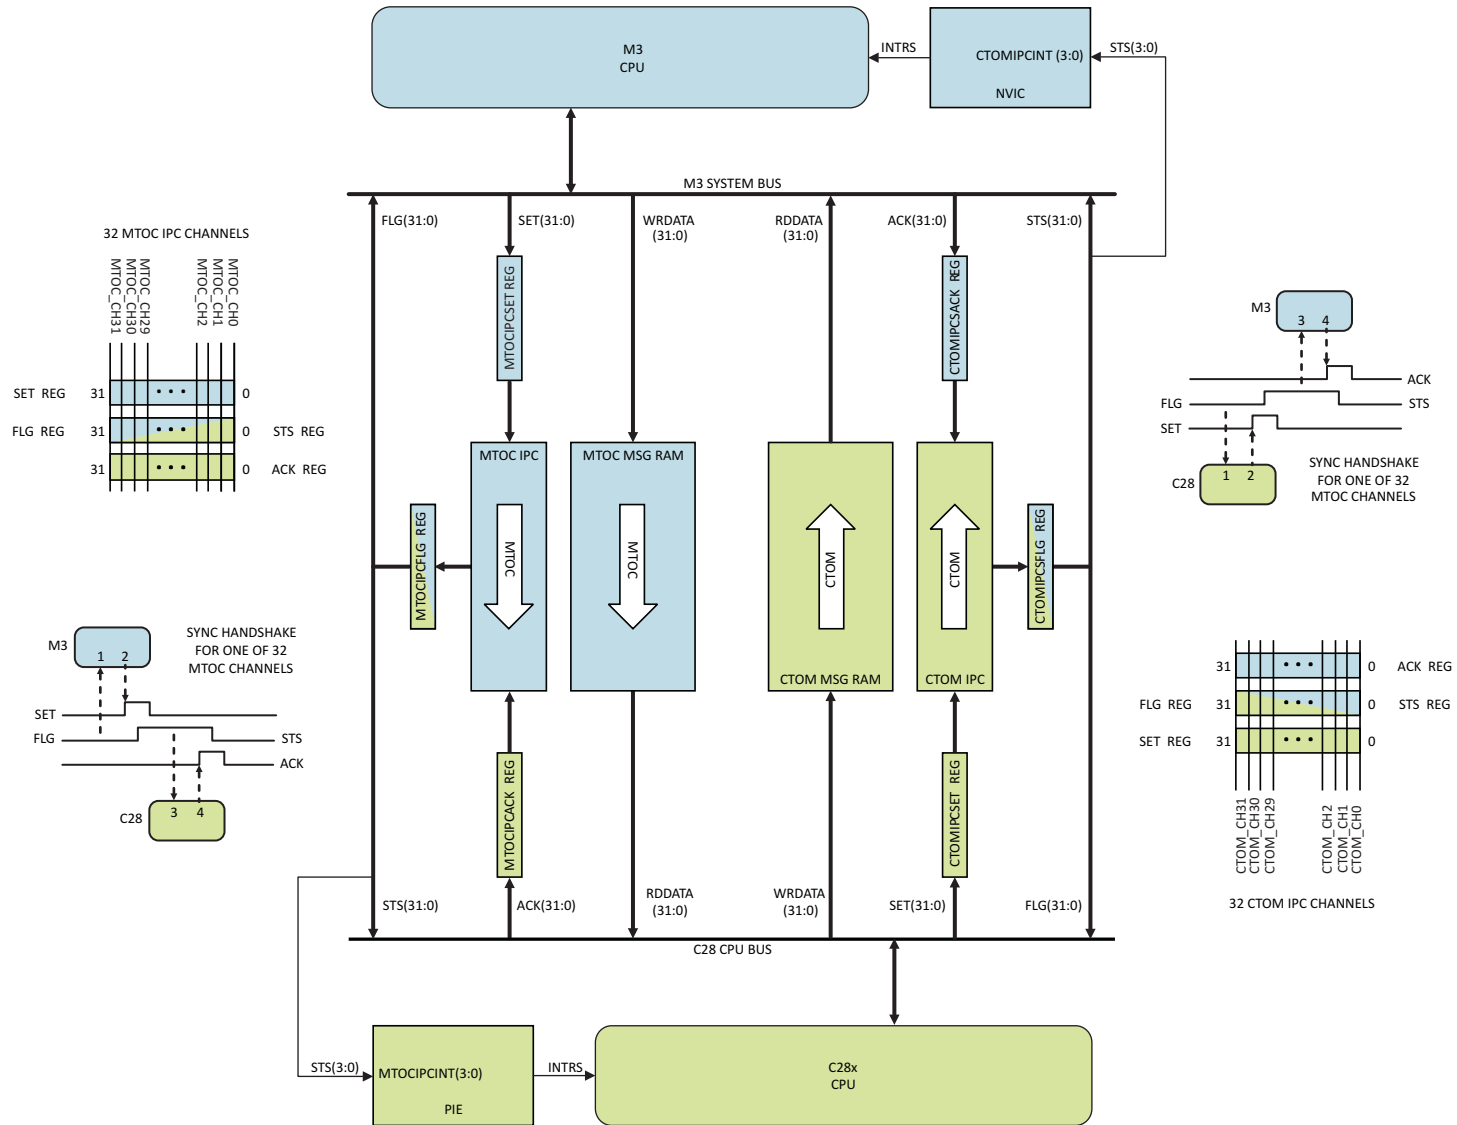 M3
CPU
INTRS
CTOMIPCINT (3:0)
NVIC
STS(3:0)
M3 SYSTEM BUS
FLG(31:0)
SET(31:0)
WRDATA
(31:0)
RDDATA
(31:0)
ACK(31:0)
STS(31:0)
32 MTOC IPC CHANNELS
MTOC_CH31
MTOC_CH30
MTOC_CH29
MTOC_CH2
MTOC_CH1
MTOC_CH0
SET REG
31
0
FLG REG
31
0
STS REG
31
0
ACK REG
MTOCIPCSET REG
CTOMIPCSACK REG
M3
3
4
ACK
FLG
STS
SET
C28
1
2
SYNC HANDSHAKE
FOR ONE OF 32
MTOC CHANNELS
MTOC IPC
MTOC
MTOC MSG RAM
MTOC
CTOM
CTOM MSG RAM
CTOM
CTOM IPC
MTOCIPCFLG REG
CTOMIPCSFLG REG
M3
1
2
SYNC HANDSHAKE
FOR ONE OF 32
MTOC CHANNELS
SET
FLG
STS
ACK
C28
3
4
31
0
ACK REG
FLG REG
31
0
STS REG
SET REG
31
0
CTOM_CH31
CTOM_CH30
CTOM_CH29
CTOM_CH2
CTOM_CH1
CTOM_CH0
32 CTOM IPC CHANNELS
MTOCIPCACK REG
CTOMIPCSET REG
STS(31:0)
ACK(31:0)
RDDATA
(31:0)
WRDATA
(31:0)
SET(31:0)
FLG(31:0)
C28 CPU BUS
STS(3:0)
MTOCIPCINT(3:0)
PIE
INTRS
C28x
CPU